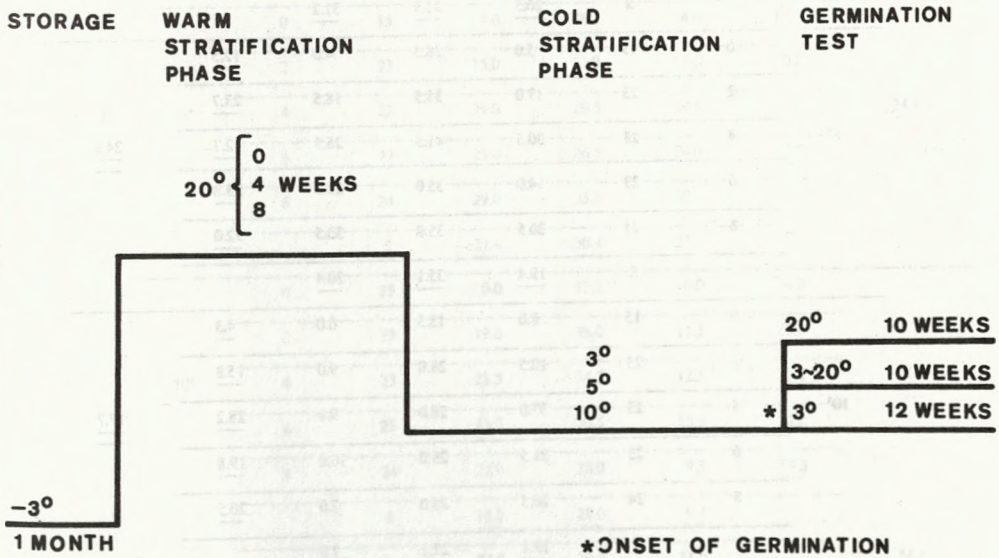 STORAGE
WARM
STRATIFICATION
PHASE
COLD
STRATIFICATION
PHASE
GERMINATION
TEST
20° { 0
4 WEEKS
8
3°
5°
10°
*
20° 10 WEEKS
3~20° 10 WEEKS
3° 12 WEEKS
−3°
1 MONTH
*ONSET OF GERMINATION